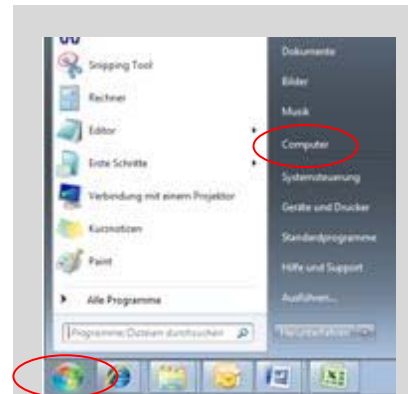 Snipping Tool
Rechner
Editor
Erste Schritte
Verbindung mit einem Projektor
Kurznotizen
Paint
Alle Programme
Programme/Dateien durchsuchen
Dokumente
Bilder
Musik
Computer
Systemsteuerung
Geräte und Drucker
Standardprogramme
Hilfe und Support
Ausführen...
Herunterfahren